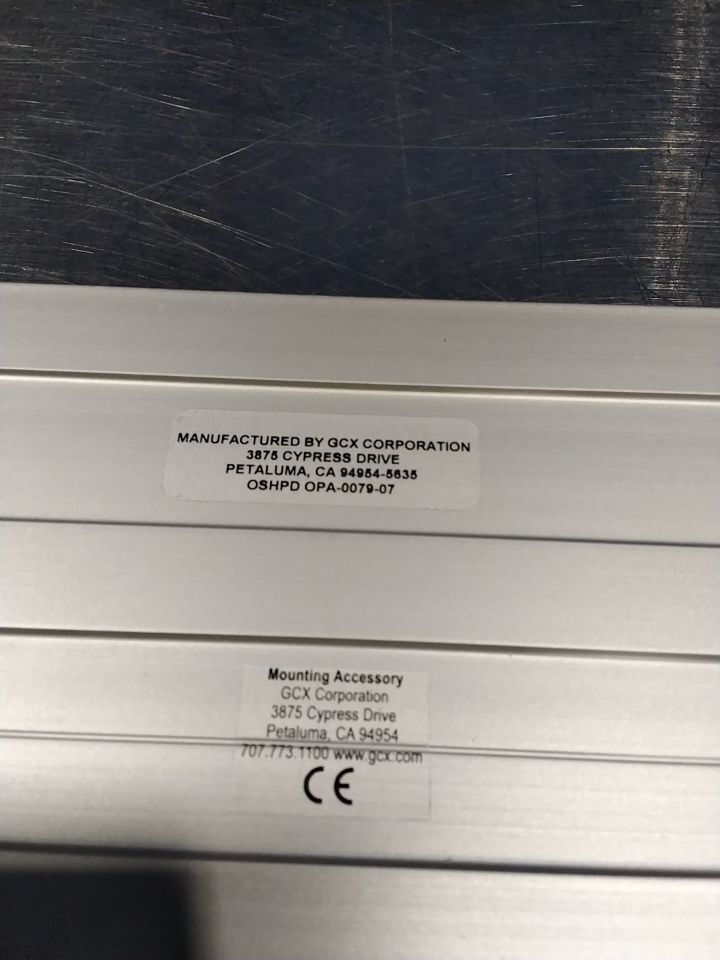 MANUFACTURED BY GCX CORPORATION
3875 CYPRESS DRIVE
PETALUMA, CA 94954-5635
OSHPD OPA-0079-07
Mounting Accessory
GCX Corporation
3875 Cypress Drive
Petaluma, CA 94954
707.773.1100 www.gcx.com
CE